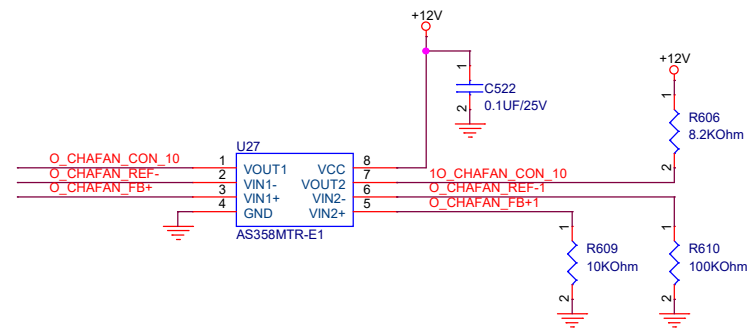 +12V
+12V
1
C522
2
0.1UF/25V
1
R606
8.2KOhm
2
U27
O_CHAFAN_CON_10 1 VOUT1 VCC 8
O_CHAFAN_REF- 2 VIN1- VOUT2 7 1O_CHAFAN_CON_10
O_CHAFAN_FB+ 3 VIN1+ VIN2- 6 O_CHAFAN_REF-1
4 GND VIN2+ 5 O_CHAFAN_FB+1
AS358MTR-E1
1
R609
10KOhm
2
1
R610
100KOhm
2